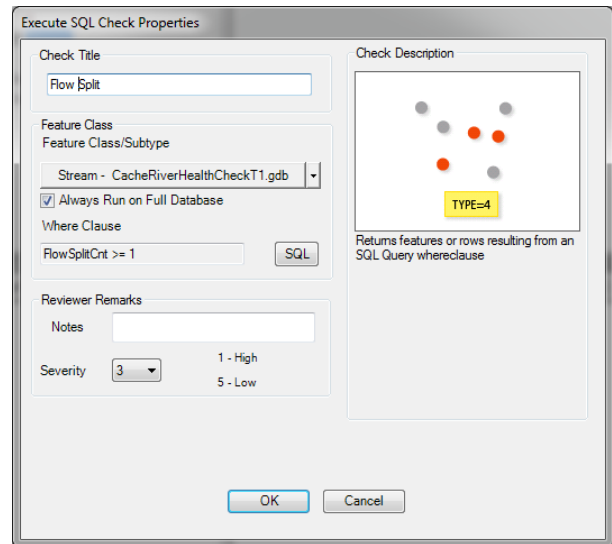 Execute SQL Check Properties
Check Title
Flow Split
Feature Class
Feature Class/Subtype
Stream - CacheRiverHealthCheckT1.gdb
Always Run on Full Database
Where Clause
FlowSplitCnt >= 1
SQL
Reviewer Remarks
Notes
Severity
3
1 - High
5 - Low
Check Description
TYPE=4
Returns features or rows resulting from an
SQL Query whereclause
OK
Cancel